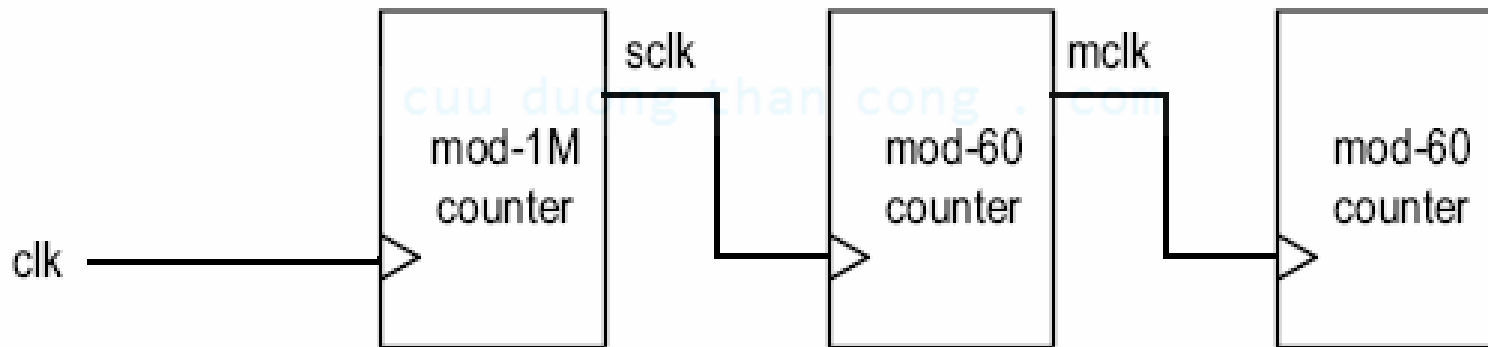 sclk
mclk
cuu duong than cong . com
mod-1M
counter
mod-60
counter
mod-60
counter
clk